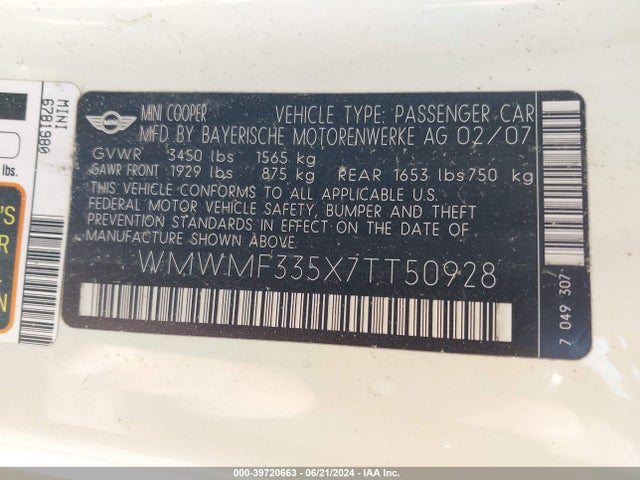 MINI COOPER VEHICLE TYPE: PASSENGER CAR
MFD BY BAYERISCHE MOTORENWERKE AG 02/07
GVWR 3450 lbs 1565 kg
GAWR FRONT 1929 lbs 875 kg REAR 1653 lbs750 kg
THIS VEHICLE CONFORMS TO ALL APPLICABLE U.S.
FEDERAL MOTOR VEHICLE SAFETY, BUMPER AND THEFT
PREVENTION STANDARDS IN EFFECT ON THE DATE OF
MANUFACTURE SHOWN ABOVE.
WMWMF335X7TT50928
7 049 307
MINI
6781980
lbs.
'S
ER
000-39720663 - 06/21/2024 - IAA Inc.